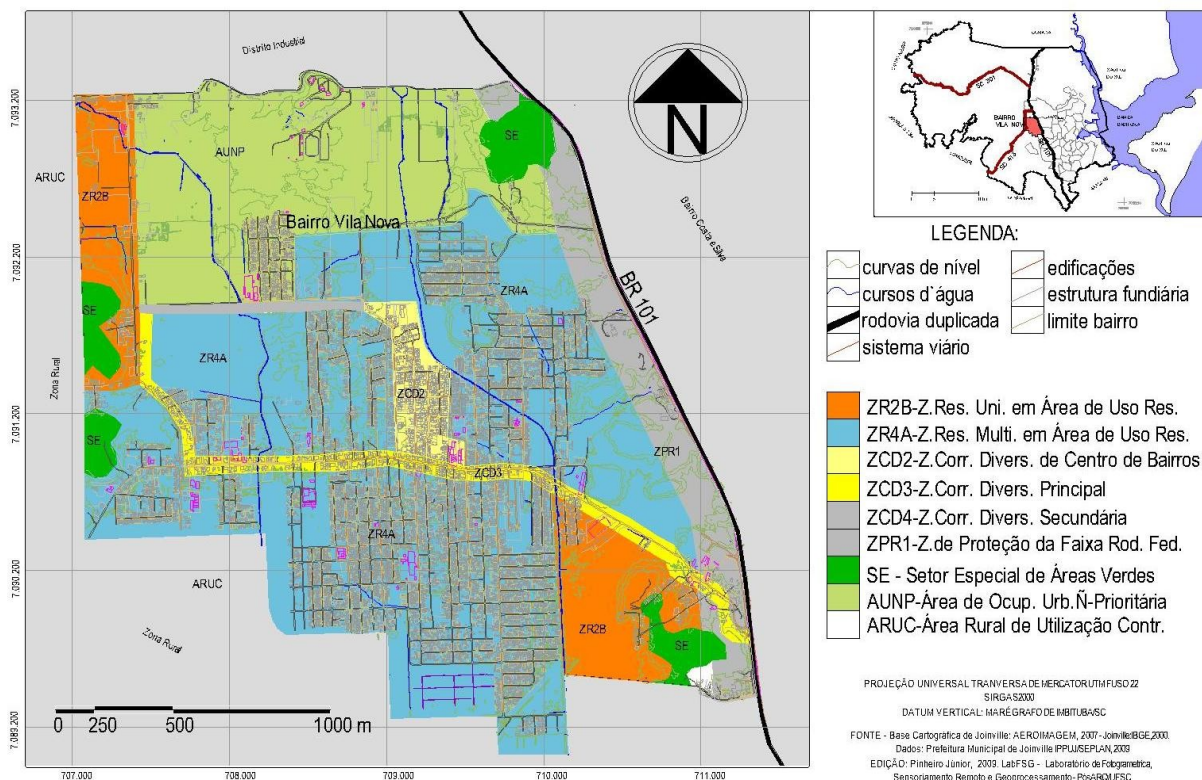 Distrito Industrial
7.093.200
AUNP
SE
N
ARUC
ZR2B
Bairro Vila Nova
Bairro Costa e Silva
7.092.200
ZR4A
BR 101
SE
ZR4A
Zona Rural
ZCD2
7.091.200
SE
ZPR1
ZCD3
ZR4A
7.090.200
ARUC
ZR2B
SE
Zona Rural
0 250 500 1000 m
7.089.200
707.000 708.000 709.000 710.000 711.000
SC 301
BAIRRO
VILA NOVA
LEGENDA:
curvas de nível
edificações
cursos d`água
estrutura fundiária
rodovia duplicada
limite bairro
sistema viário
ZR2B-Z.Res. Uni. em Área de Uso Res.
ZR4A-Z.Res. Multi. em Área de Uso Res.
ZCD2-Z.Corr. Divers. de Centro de Bairros
ZCD3-Z.Corr. Divers. Principal
ZCD4-Z.Corr. Divers. Secundária
ZPR1-Z.de Proteção da Faixa Rod. Fed.
SE - Setor Especial de Áreas Verdes
AUNP-Área de Ocup. Urb.Ñ-Prioritária
ARUC-Área Rural de Utilização Contr.
PROJEÇÃO UNIVERSAL TRANVERSA DE MERCATOR UTM FUSO 22
SIRGAS2000
DATUM VERTICAL: MARÉGRAFO DE IMBITUBA/SC
FONTE - Base Cartográfica de Joinville: AEROIMAGEM, 2007 - Joinville: IBGE, 2000.
Dados: Prefeitura Municipal de Joinville IPPUJ/SEPLAN, 2009
EDIÇÃO: Pinheiro Júnior, 2009. LabFSG - Laboratório de Fotogrametria,
Sensoriamento Remoto e Geoprocessamento - PósARQ/UFSC